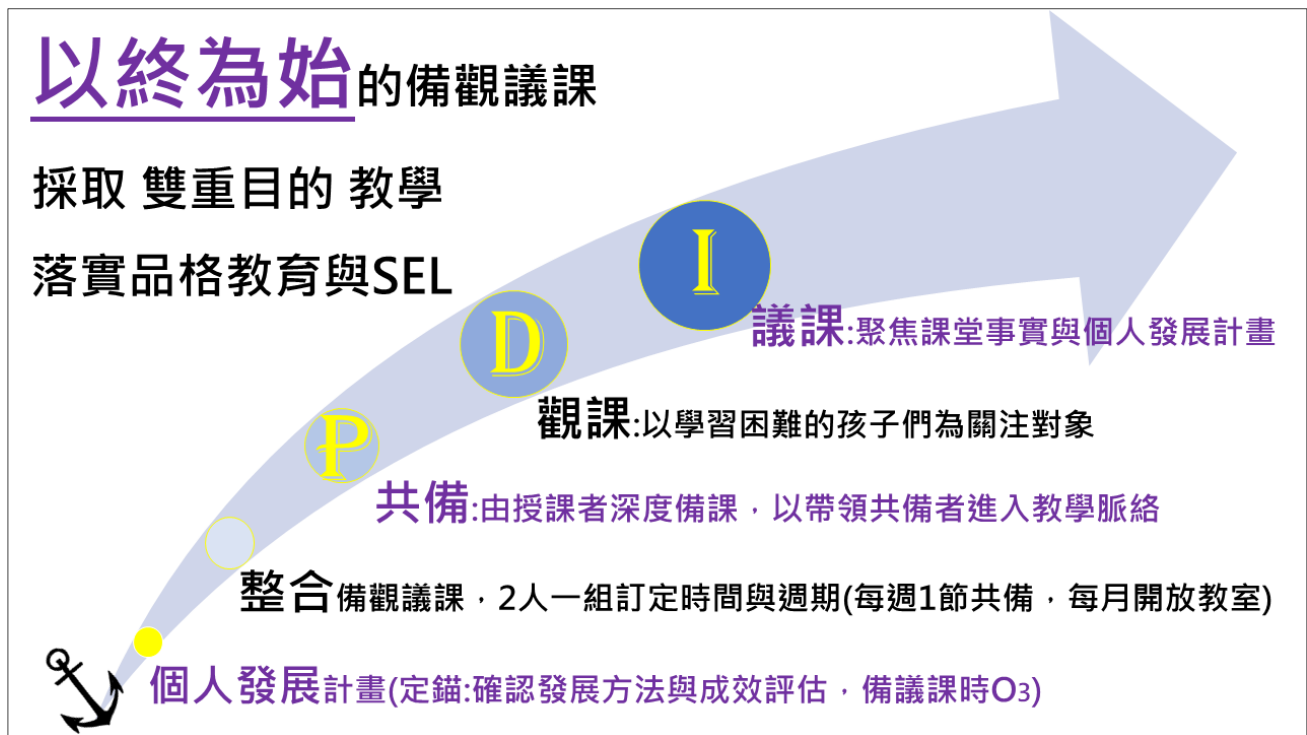 以終為始的備觀議課
採取 雙重目的 教學
落實品格教育與SEL
I
議課:聚焦課堂事實與個人發展計畫
D
觀課:以學習困難的孩子們為關注對象
P
共備:由授課者深度備課，以帶領共備者進入教學脈絡
整合備觀議課，2人一組訂定時間與週期(每週1節共備，每月開放教室)
個人發展計畫(定錨:確認發展方法與成效評估，備議課時O3)